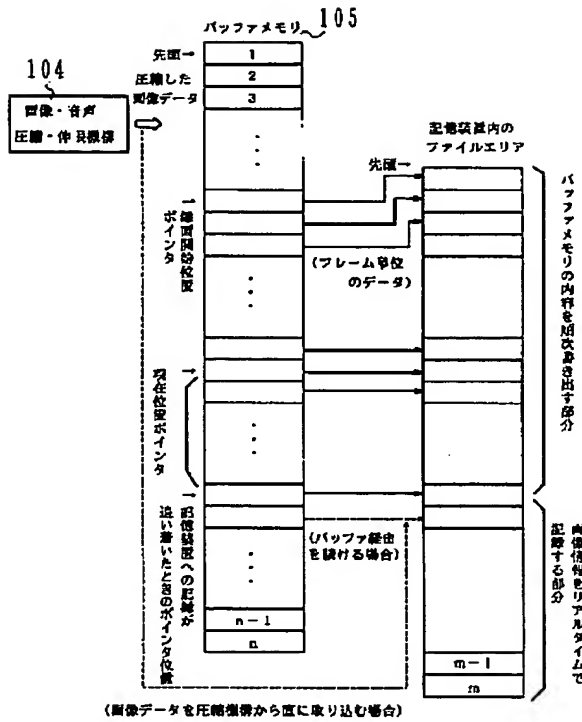 バッファメモリ
105
先頭→
1
圧縮した
2
画像データ
3
104
画像・音声
圧縮・伸張機構
記憶装置内の
ファイルエリア
先頭→
録画開始位置
ポインタ
(フレーム単位
のデータ)
バッファメモリの内容を順次書き出す部分
現在位置ポインタ
記憶装置への記録が
追い着いたときのポインタ位置
(バッファ経由
を続ける場合)
画像情報をリアルタイムで
記録する部分
n-1
n
m-1
m
(画像データを圧縮機構から直に取り込む場合)